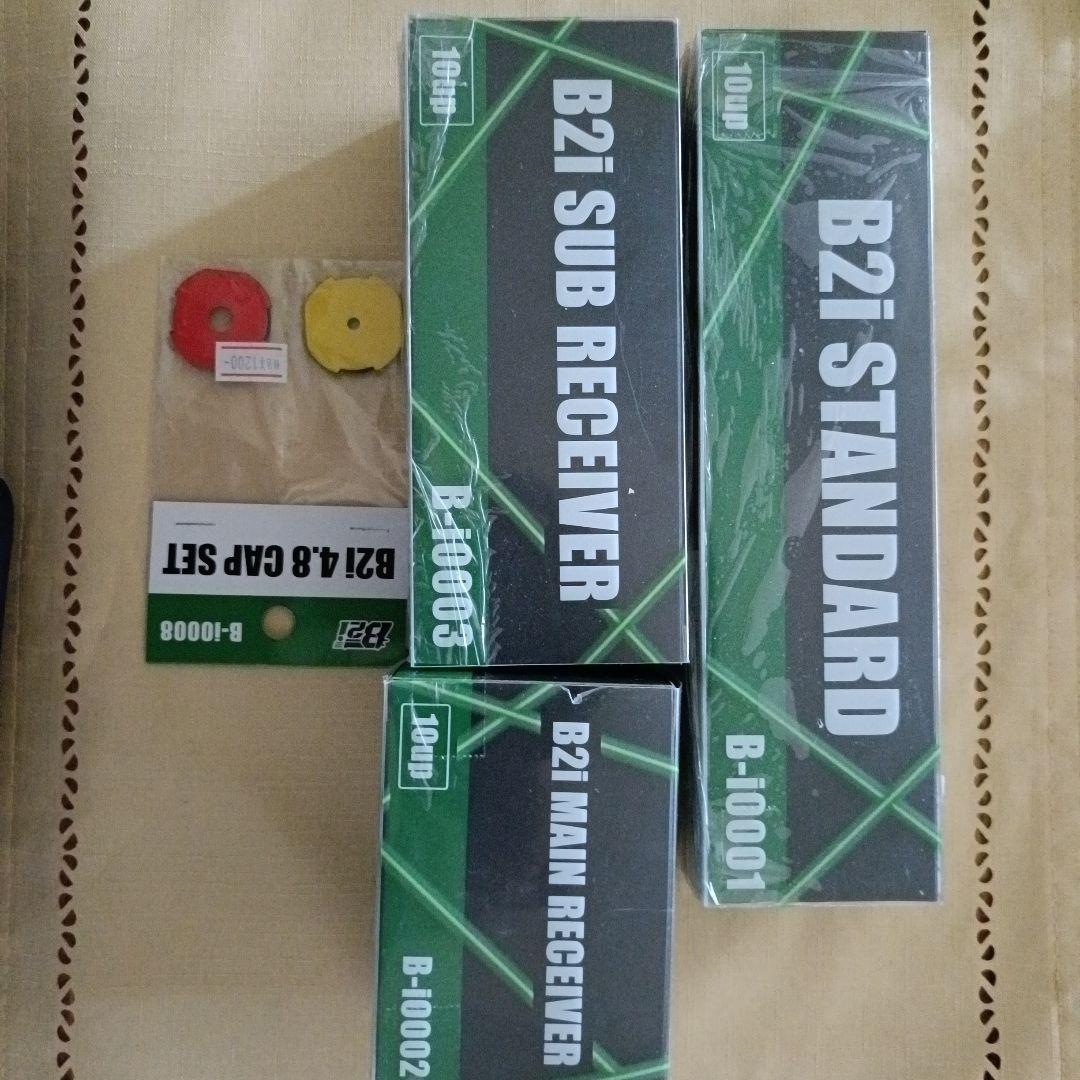 10up
B2i SUB RECEIVER
B-i0003
10up
B2i STANDARD
B-i0001
10up
B2i MAIN RECEIVER
B-i0002
B2i 4.8 CAP SET
B-i0008
B2i